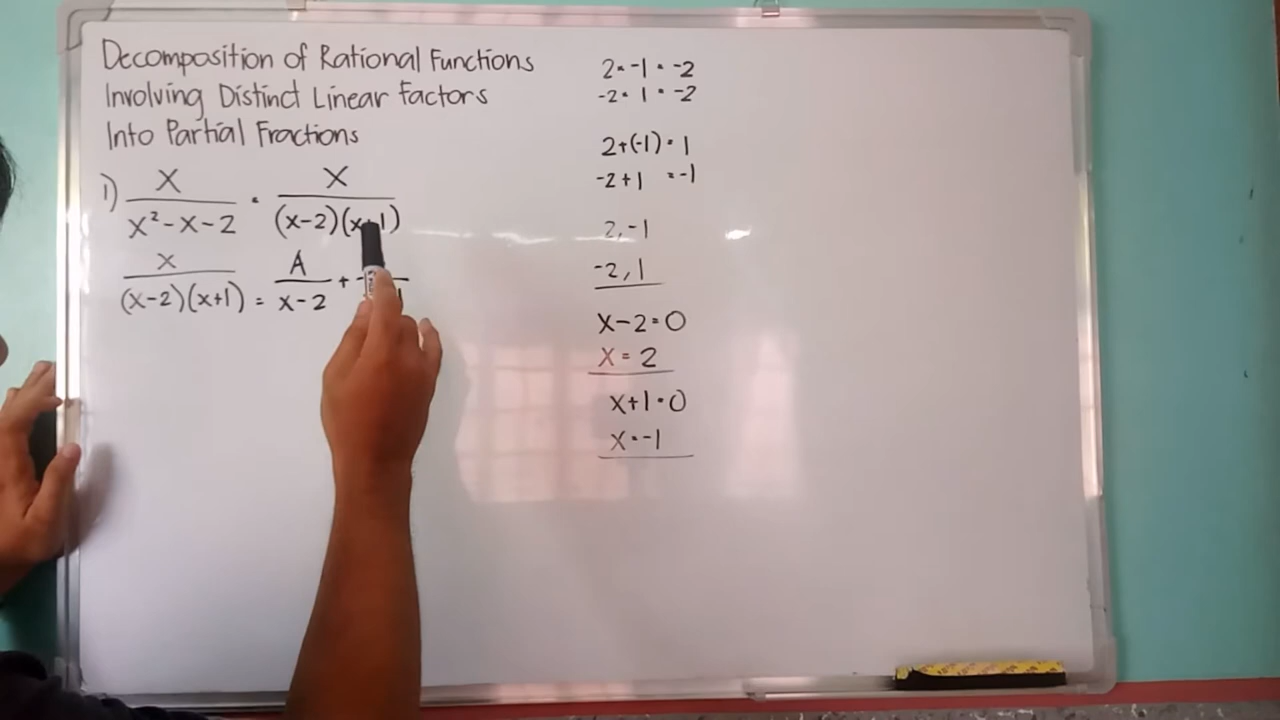 Decomposition of Rational Functions
Involving Distinct Linear Factors
Into Partial Fractions
1) x / x² - x - 2 = x / (x-2)(x+1)
x / (x-2)(x+1) = A / x-2 +
2 · -1 = -2
-2 · 1 = -2
2+(-1) = 1
-2+1 = -1
2, -1
-2, 1
x-2=0
x = 2
x+1=0
x=-1